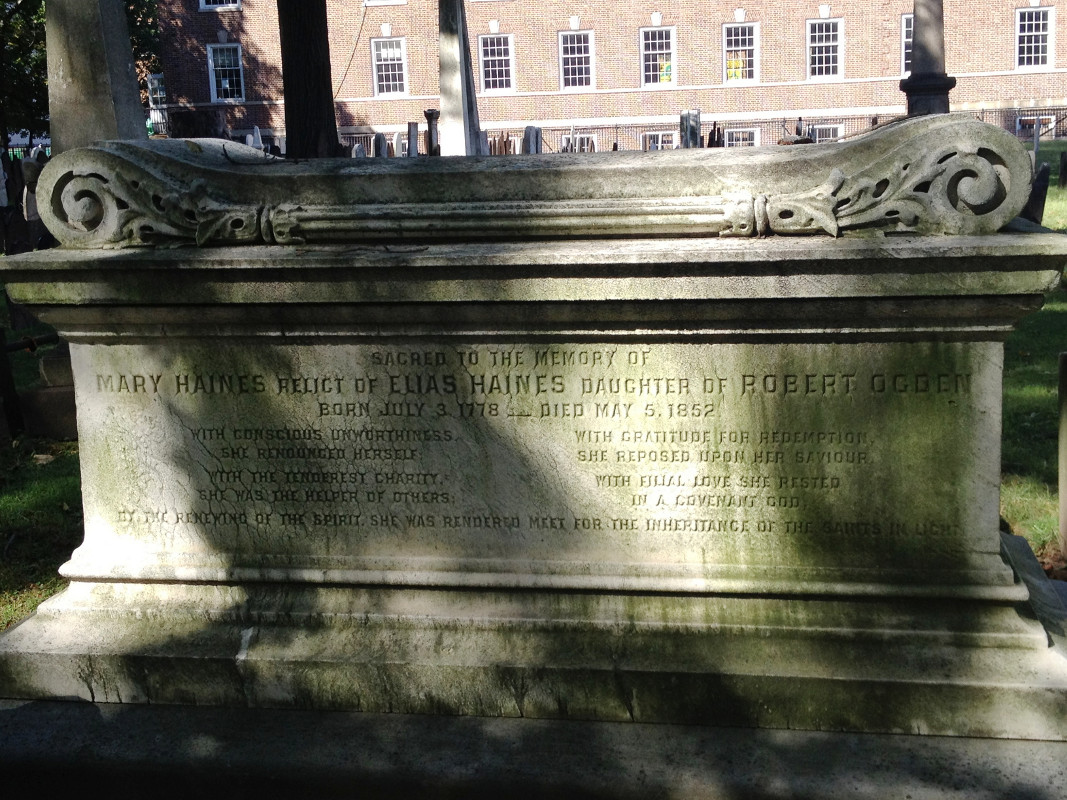 SACRED TO THE MEMORY OF
MARY HAINES RELICT OF ELIAS HAINES DAUGHTER OF ROBERT OGDEN
BORN JULY 3. 1778 — DIED MAY 5. 1852
WITH CONSCIOUS UNWORTHINESS,
SHE RENOUNCED HERSELF;
WITH THE TENDEREST CHARITY,
SHE WAS THE HELPER OF OTHERS;
WITH GRATITUDE FOR REDEMPTION,
SHE REPOSED UPON HER SAVIOUR,
WITH FILIAL LOVE SHE RESTED
IN A COVENANT GOD
BY THE RENEWING OF THE SPIRIT, SHE WAS RENDERED MEET FOR THE INHERITANCE OF THE SAINTS IN LIGHT